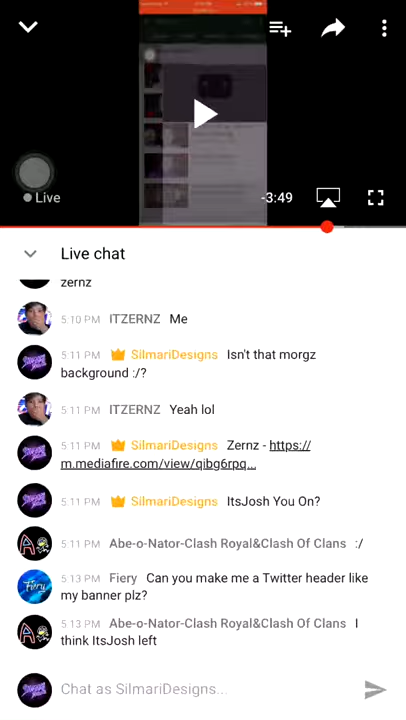 Live
-3:49
Live chat
zernz
5:10 PM ITZERNZ Me
5:11 PM SilmariDesigns Isn't that morgz
background :/?
5:11 PM ITZERNZ Yeah lol
5:11 PM SilmariDesigns Zernz - https://
m.mediafire.com/view/qibg6rpq...
5:11 PM SilmariDesigns ItsJosh You On?
5:11 PM Abe-o-Nator-Clash Royal&Clash Of Clans :/
Fiery
5:13 PM Fiery Can you make me a Twitter header like
my banner plz?
5:13 PM Abe-o-Nator-Clash Royal&Clash Of Clans I
think ItsJosh left
Chat as SilmariDesigns...